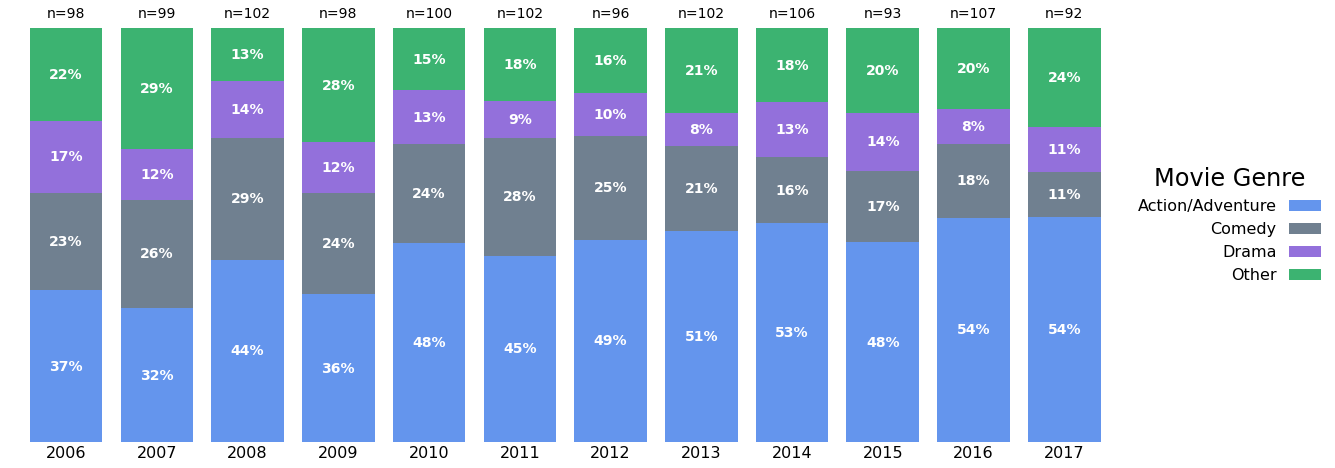 n=98 n=99 n=102 n=98 n=100 n=102 n=96 n=102 n=106 n=93 n=107 n=92
22% 29% 13% 28% 15% 18% 16% 21% 18% 20% 20% 24%
17% 12% 14% 12% 13% 9% 10% 8% 13% 14% 8% 11%
23% 26% 29% 24% 24% 28% 25% 21% 16% 17% 18% 11%
37% 32% 44% 36% 48% 45% 49% 51% 53% 48% 54% 54%
2006 2007 2008 2009 2010 2011 2012 2013 2014 2015 2016 2017
Movie Genre
Action/Adventure
Comedy
Drama
Other